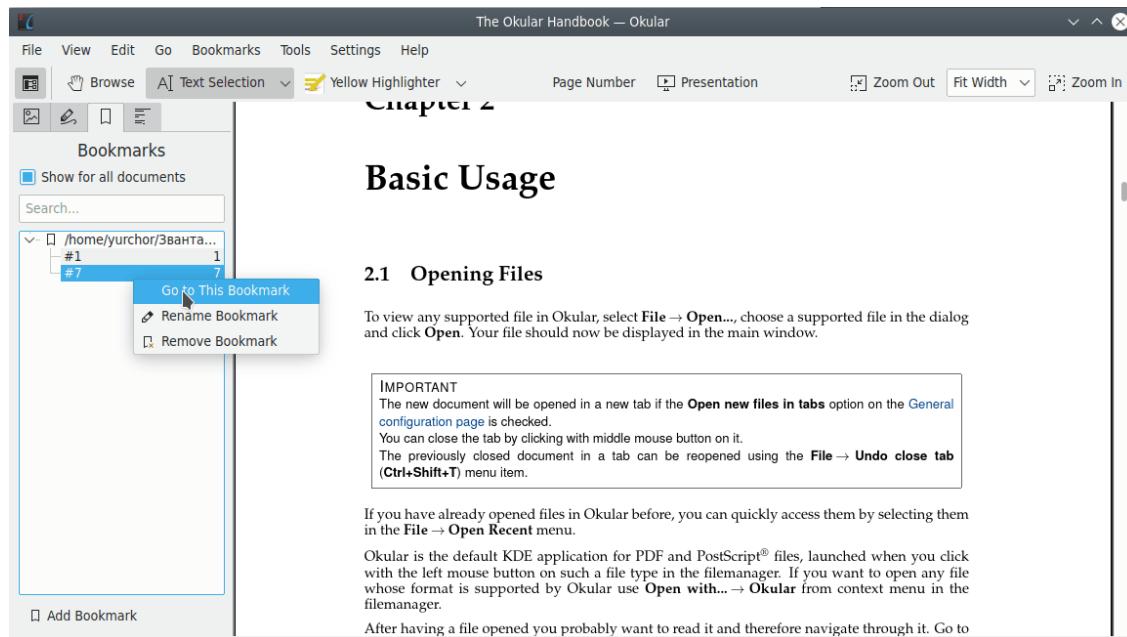 The Okular Handbook — Okular
File View Edit Go Bookmarks Tools Settings Help
Browse Text Selection Yellow Highlighter Page Number Presentation Zoom Out Fit Width Zoom In
Bookmarks
Show for all documents
Search...
/home/yurchor/Званта...
#1 1
#7 7
Go to This Bookmark
Rename Bookmark
Remove Bookmark
Add Bookmark
Chapter 2
Basic Usage
2.1 Opening Files
To view any supported file in Okular, select File → Open..., choose a supported file in the dialog
and click Open. Your file should now be displayed in the main window.
IMPORTANT
The new document will be opened in a new tab if the Open new files in tabs option on the General
configuration page is checked.
You can close the tab by clicking with middle mouse button on it.
The previously closed document in a tab can be reopened using the File → Undo close tab
(Ctrl+Shift+T) menu item.
If you have already opened files in Okular before, you can quickly access them by selecting them
in the File → Open Recent menu.
Okular is the default KDE application for PDF and PostScript® files, launched when you click
with the left mouse button on such a file type in the filemanager. If you want to open any file
whose format is supported by Okular use Open with... → Okular from context menu in the
filemanager.
After having a file opened you probably want to read it and therefore navigate through it. Go to